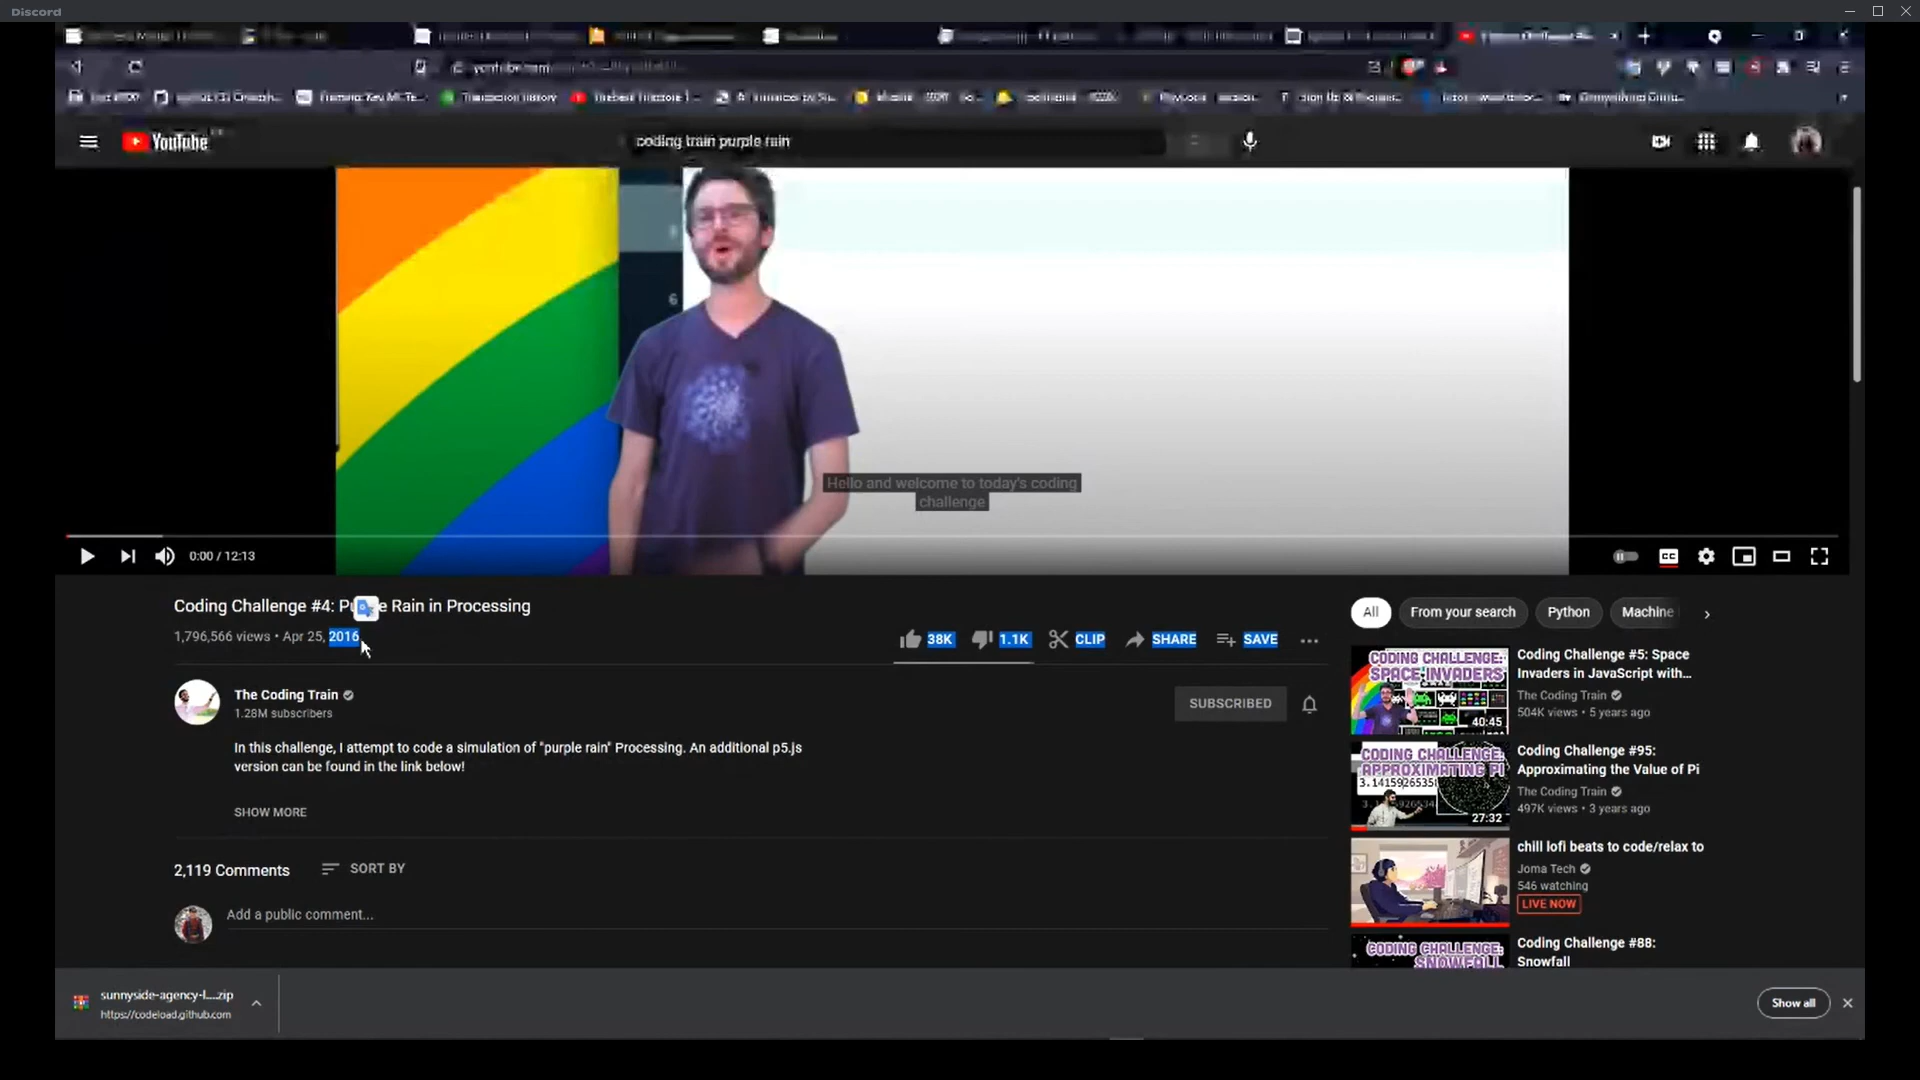 Discord
YouTube
coding train purple rain
6
Hello and welcome to today's coding
challenge
0:00 / 12:13
Coding Challenge #4: Pu e Rain in Processing
1,796,566 views • Apr 25, 2016
38K
1.1K
CLIP
SHARE
SAVE
The Coding Train
1.28M subscribers
SUBSCRIBED
In this challenge, I attempt to code a simulation of "purple rain" Processing. An additional p5.js
version can be found in the link below!
SHOW MORE
2,119 Comments
SORT BY
Add a public comment...
All
From your search
Python
Machine
CODING CHALLENGE:
SPACE INVADERS
40:45
Coding Challenge #5: Space
Invaders in JavaScript with...
The Coding Train
504K views • 5 years ago
CODING CHALLENGE:
APPROXIMATING PI
3.1415926535
27:32
Coding Challenge #95:
Approximating the Value of Pi
The Coding Train
497K views • 3 years ago
chill lofi beats to code/relax to
Joma Tech
546 watching
LIVE NOW
CODING CHALLENGE:
SNOWFALL
Coding Challenge #88:
Snowfall
sunnyside-agency-l....zip
https://codeload.github.com
Show all